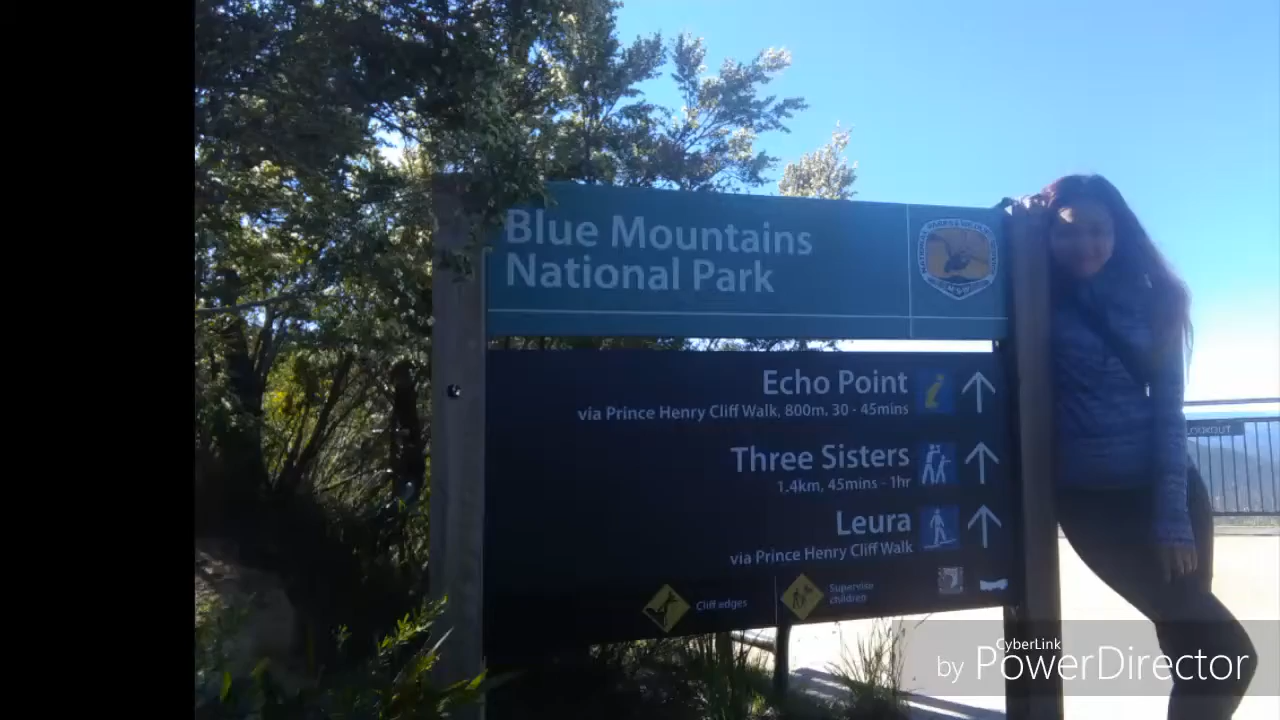 Blue Mountains
National Park
Echo Point
via Prince Henry Cliff Walk, 800m, 30 - 45mins
Three Sisters
1.4km, 45mins - 1hr
Leura
via Prince Henry Cliff Walk
Cliff edges
Supervise
children
LOOKOUT
CyberLink
by PowerDirector